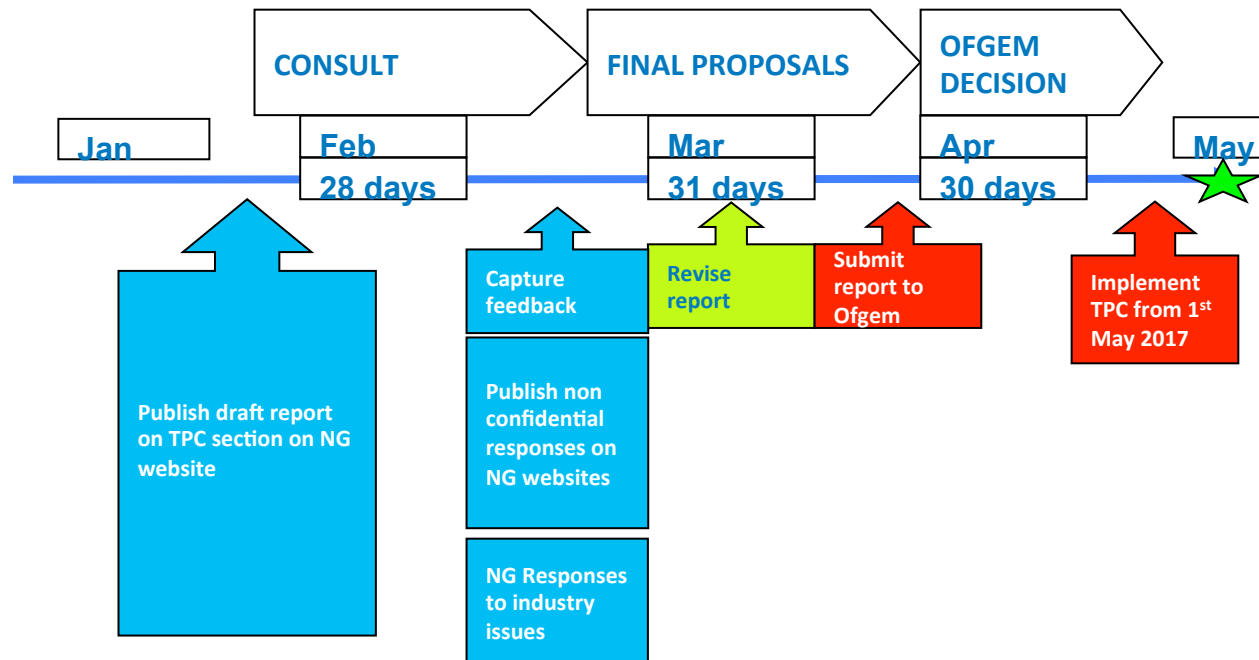 CONSULT
FINAL PROPOSALS
OFGEM
DECISION
Jan
Feb
Mar
Apr
May
28 days
31 days
30 days
Publish draft report
on TPC section on NG
website
Capture
feedback
Publish non
confidential
responses on
NG websites
NG Responses
to industry
issues
Revise
report
Submit
report to
Ofgem
Implement
TPC from 1st
May 2017